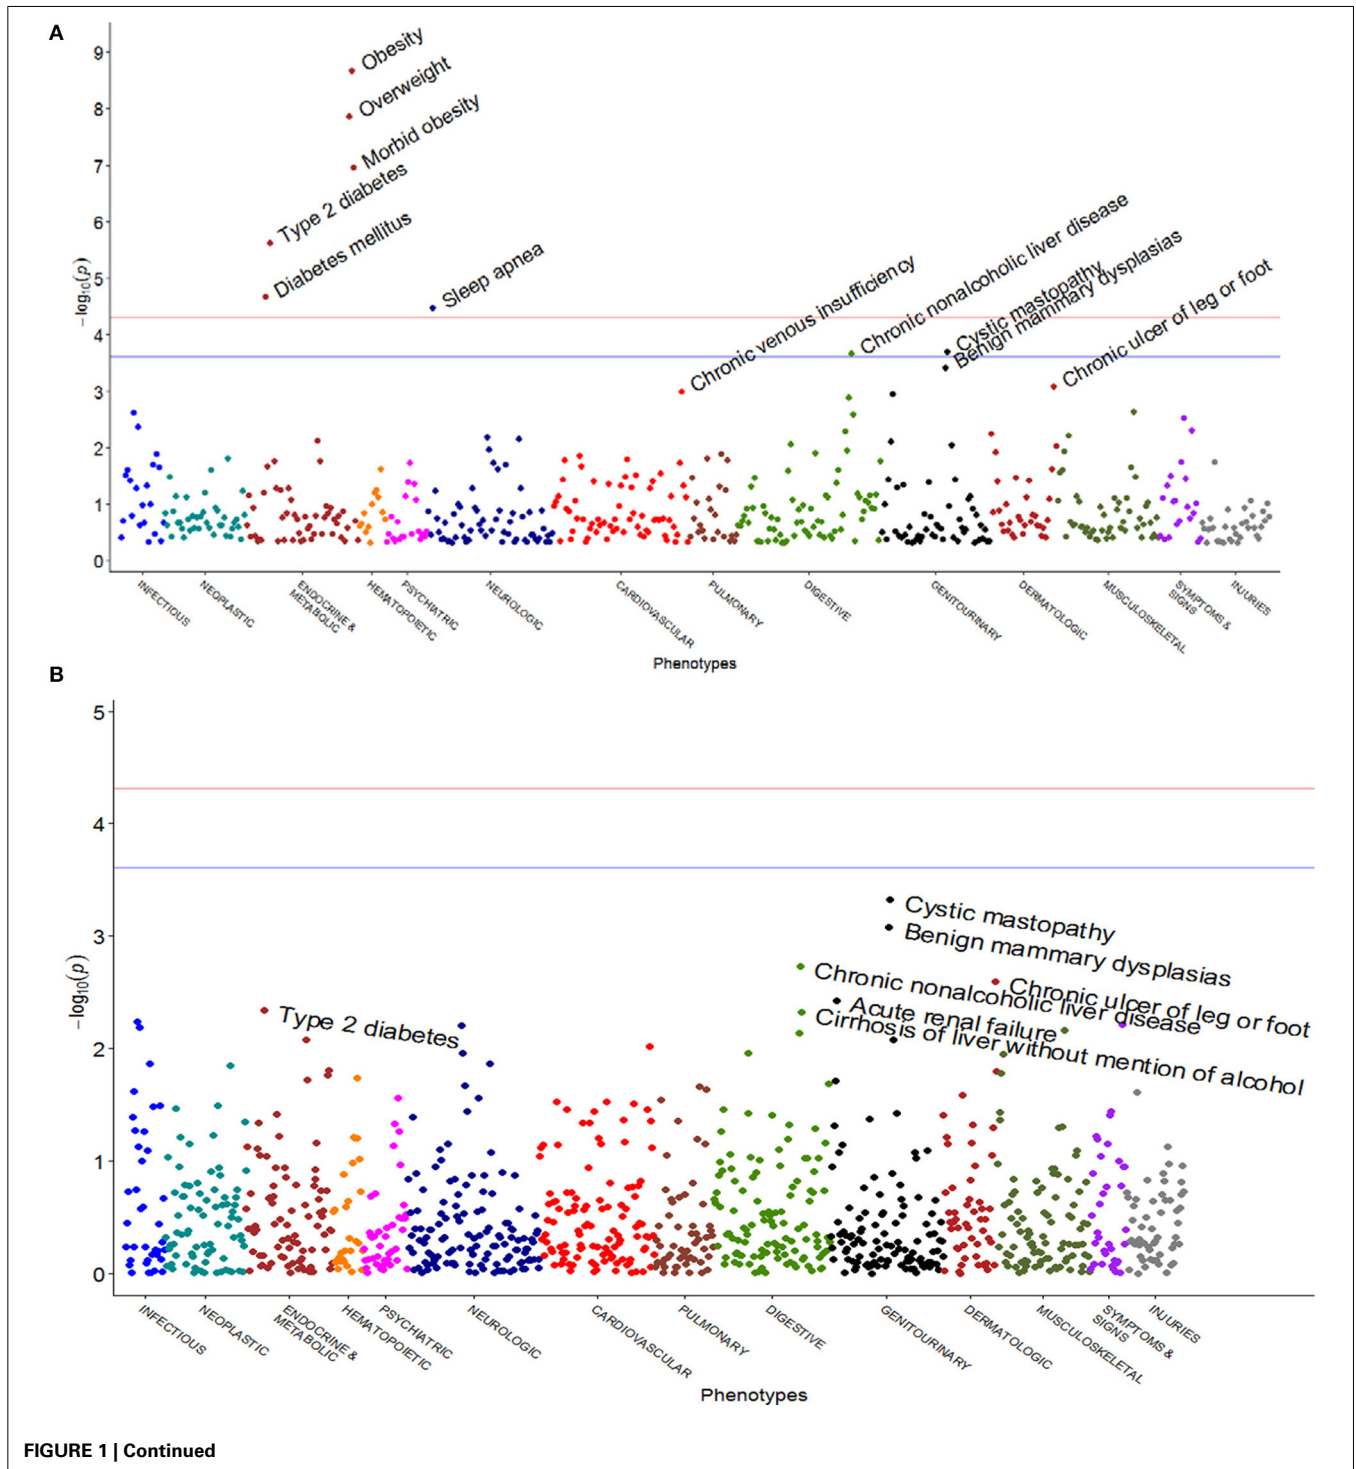 A
9
8
7
6
5
4
3
2
1
0
−log10(p)
Obesity
Overweight
Morbid obesity
Type 2 diabetes
Diabetes mellitus
Sleep apnea
Chronic venous insufficiency
Chronic nonalcoholic liver disease
Cystic mastopathy
Benign mammary dysplasias
Chronic ulcer of leg or foot
INFECTIOUS
NEOPLASTIC
ENDOCRINE &
METABOLIC
HEMATOPOIETIC
PSYCHIATRIC
NEUROLOGIC
CARDIOVASCULAR
PULMONARY
DIGESTIVE
GENITOURINARY
DERMATOLOGIC
MUSCULOSKELETAL
SYMPTOMS &
SIGNS
INJURIES
Phenotypes
B
5
4
3
2
1
0
−log10(p)
Cystic mastopathy
Benign mammary dysplasias
Chronic nonalcoholic liver disease
Chronic ulcer of leg or foot
Acute renal failure
Cirrhosis of liver without mention of alcohol
Type 2 diabetes
INFECTIOUS
NEOPLASTIC
ENDOCRINE &
METABOLIC
HEMATOPOIETIC
PSYCHIATRIC
NEUROLOGIC
CARDIOVASCULAR
PULMONARY
DIGESTIVE
GENITOURINARY
DERMATOLOGIC
MUSCULOSKELETAL
SYMPTOMS &
SIGNS
INJURIES
Phenotypes
FIGURE 1 | Continued